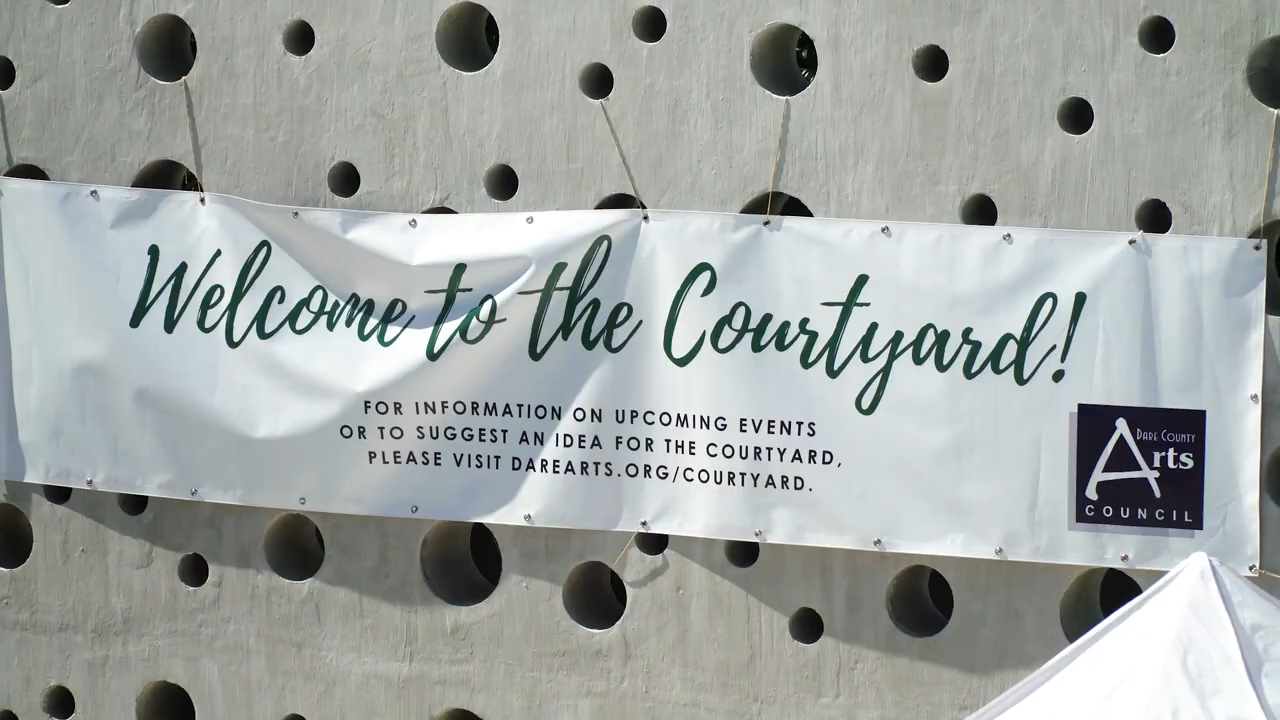 Welcome to the Courtyard!
FOR INFORMATION ON UPCOMING EVENTS
OR TO SUGGEST AN IDEA FOR THE COURTYARD,
PLEASE VISIT DAREARTS.ORG/COURTYARD.
DARE COUNTY
Arts
COUNCIL